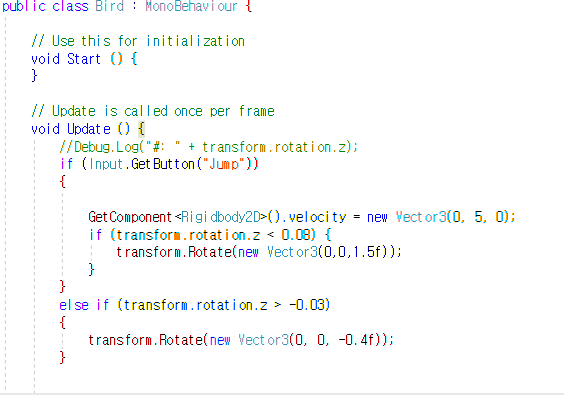 public class Bird : MonoBehaviour {
// Use this for initialization
void Start () {
}
// Update is called once per frame
void Update () {
//Debug.Log("#: " + transform.rotation.z);
if (Input.GetButton("Jump"))
{
GetComponent<Rigidbody2D>().velocity = new Vector3(0, 5, 0);
if (transform.rotation.z < 0.08) {
transform.Rotate(new Vector3(0,0,1.5f));
}
}
else if (transform.rotation.z > -0.03)
{
transform.Rotate(new Vector3(0, 0, -0.4f));
}